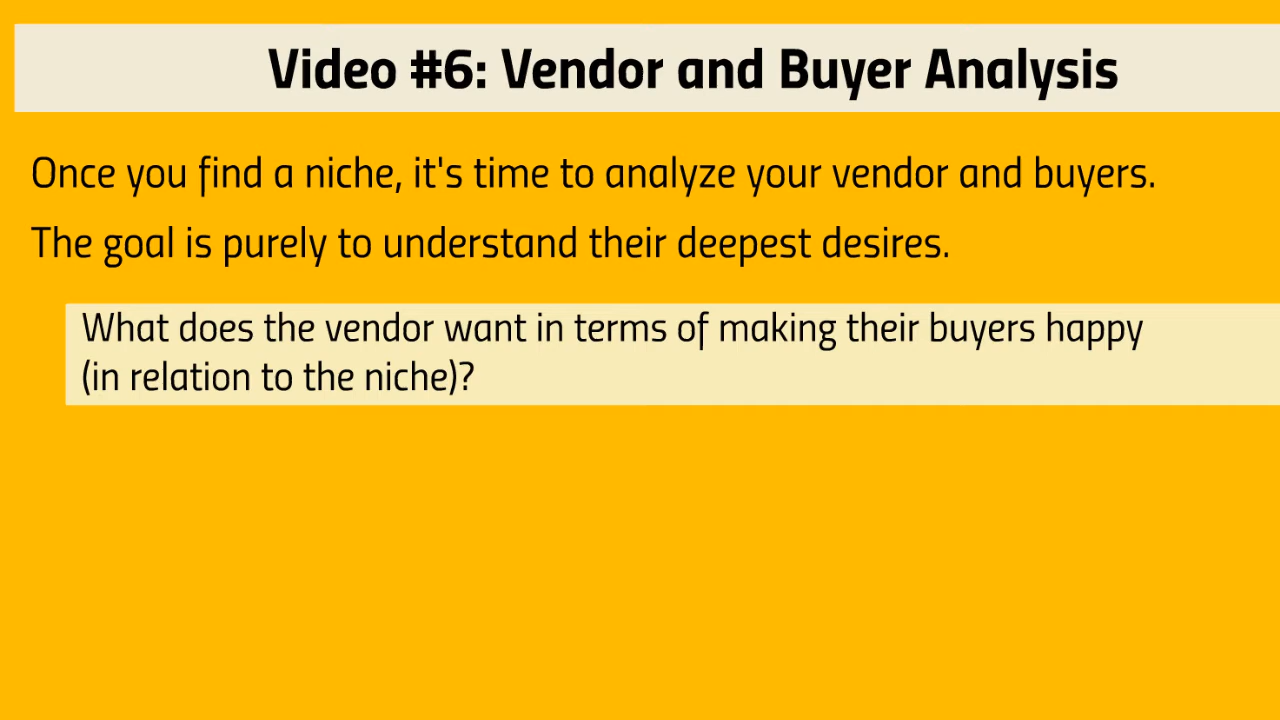 Video #6: Vendor and Buyer Analysis
Once you find a niche, it's time to analyze your vendor and buyers.
The goal is purely to understand their deepest desires.
What does the vendor want in terms of making their buyers happy
(in relation to the niche)?